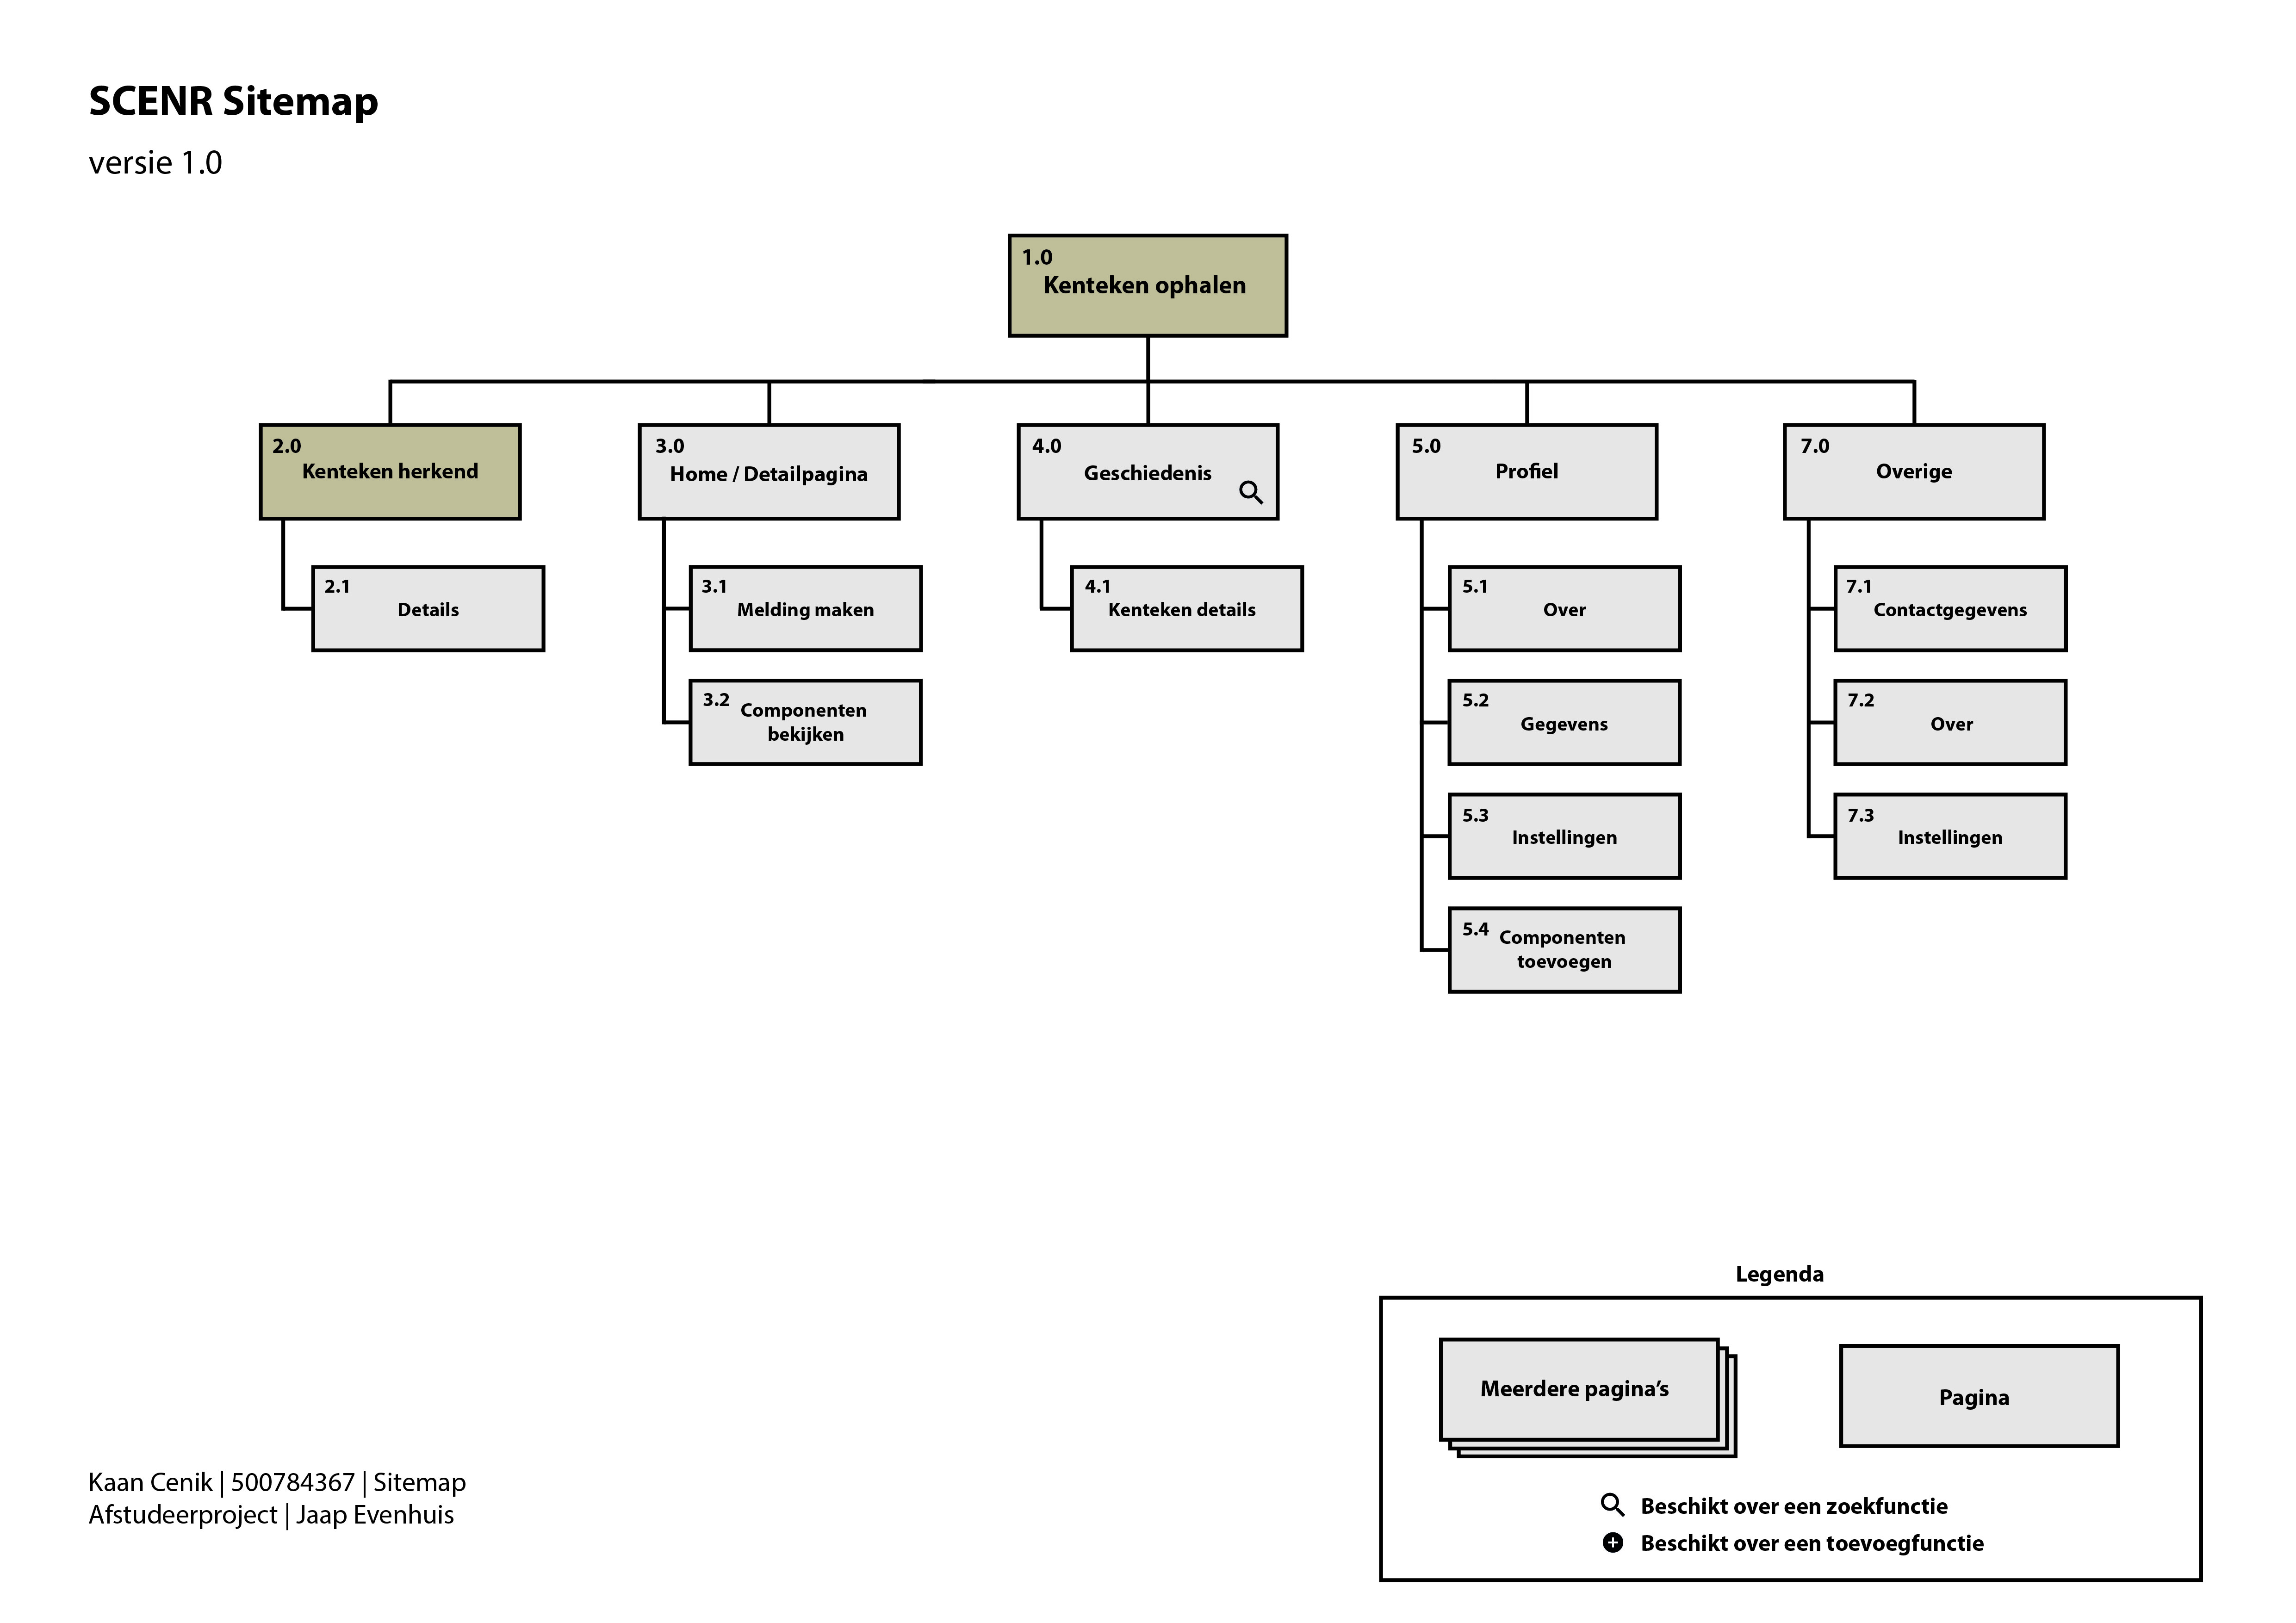 SCENR Sitemap
versie 1.0
1.0
Kenteken ophalen
2.0
Kenteken herkend
3.0
Home / Detailpagina
4.0
Geschiedenis
5.0
Profiel
7.0
Overige
2.1
Details
3.1
Melding maken
3.2
Componenten
bekijken
4.1
Kenteken details
5.1
Over
5.2
Gegevens
5.3
Instellingen
5.4
Componenten
toevoegen
7.1
Contactgegevens
7.2
Over
7.3
Instellingen
Legenda
Meerdere pagina’s
Pagina
Beschikt over een zoekfunctie
Beschikt over een toevoegfunctie
Kaan Cenik | 500784367 | Sitemap
Afstudeerproject | Jaap Evenhuis